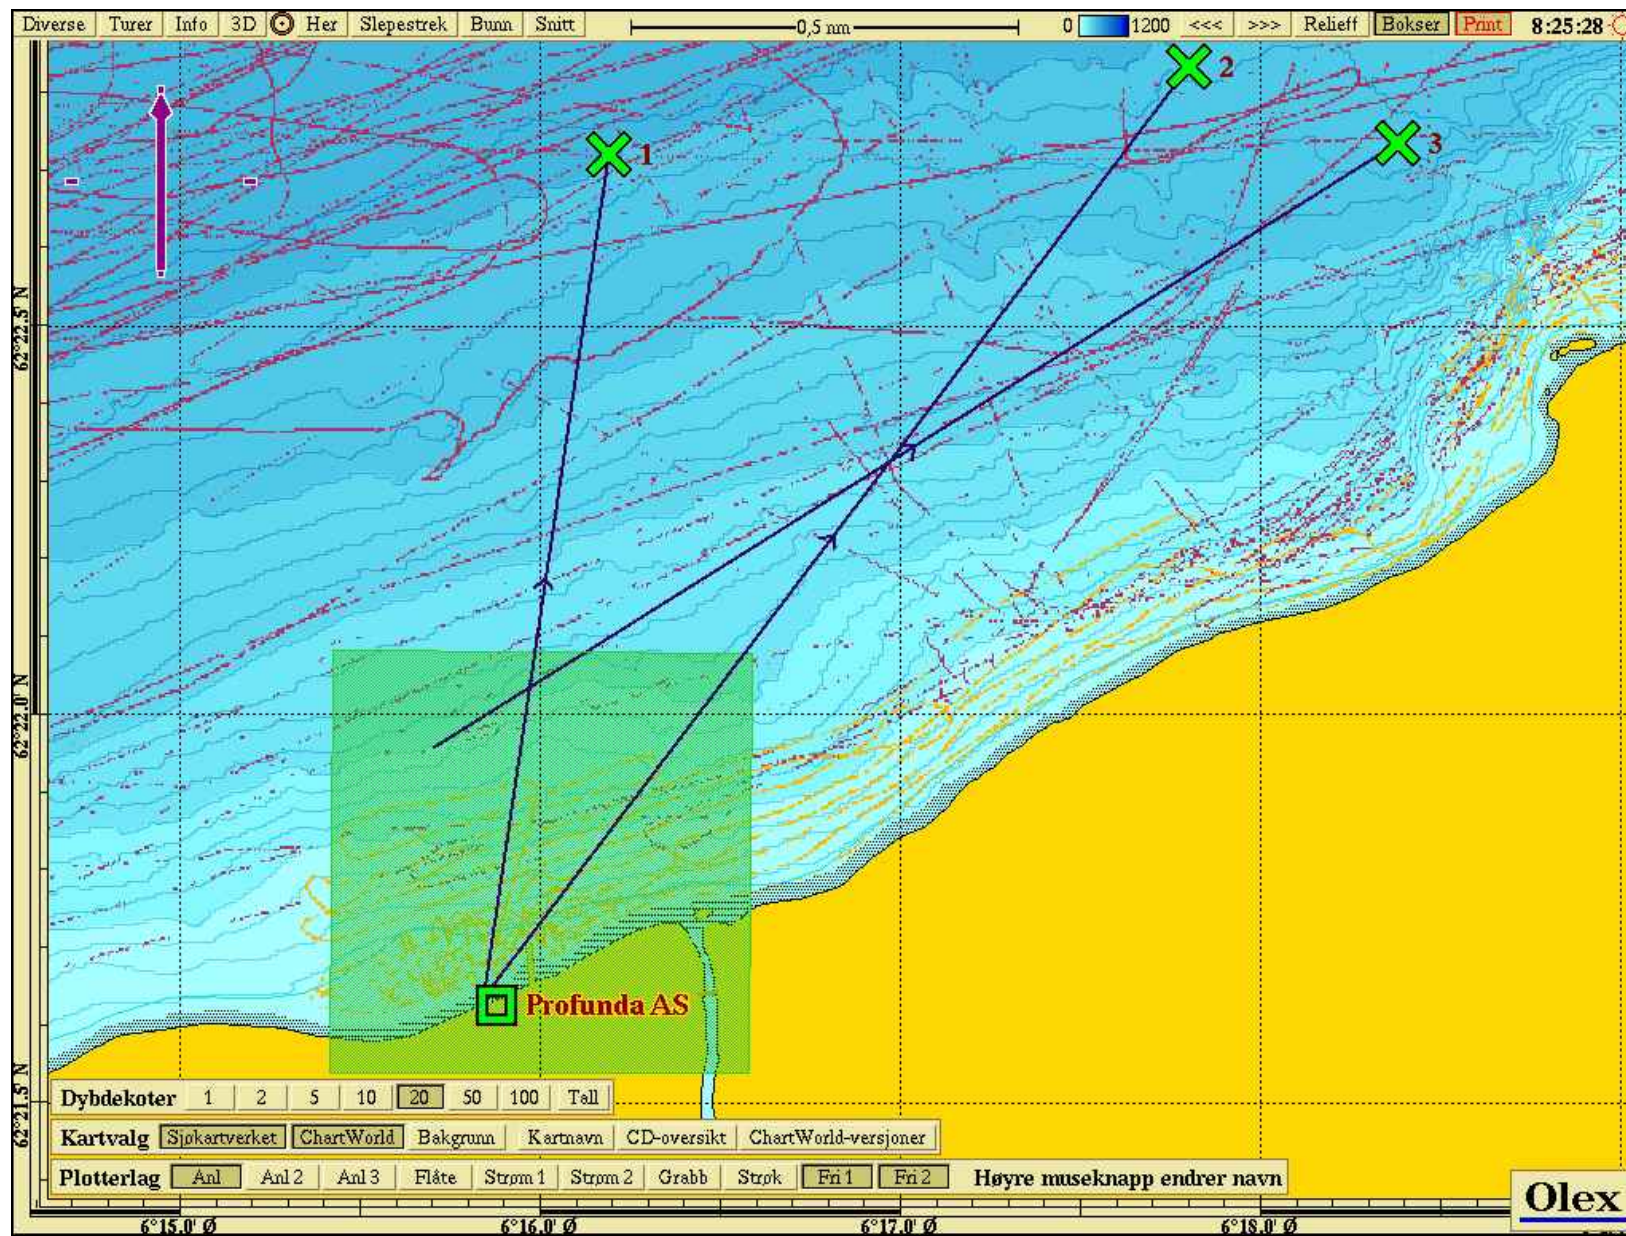 Diverse Turer Info 3D Her Slepestrek Bunn Snitt 0,5 nm 0 1200 <<< >>> Relieff Bokser Print 8:25:28
2
1
3
62°22.5' N
62°22.0' N
Profunda AS
62°21.5' N
Dybdekoter 1 2 5 10 20 50 100 Tall
Kartvalg Sjøkartverket ChartWorld Bakgrunn Kartnavn CD-oversikt ChartWorld-versjoner
Plotterlag Anl Anl 2 Anl 3 Flåte Strøm 1 Strøm 2 Grabb Strøk Fri 1 Fri 2 Høyre museknapp endrer navn
Olex
6°15.0' Ø 6°16.0' Ø 6°17.0' Ø 6°18.0' Ø